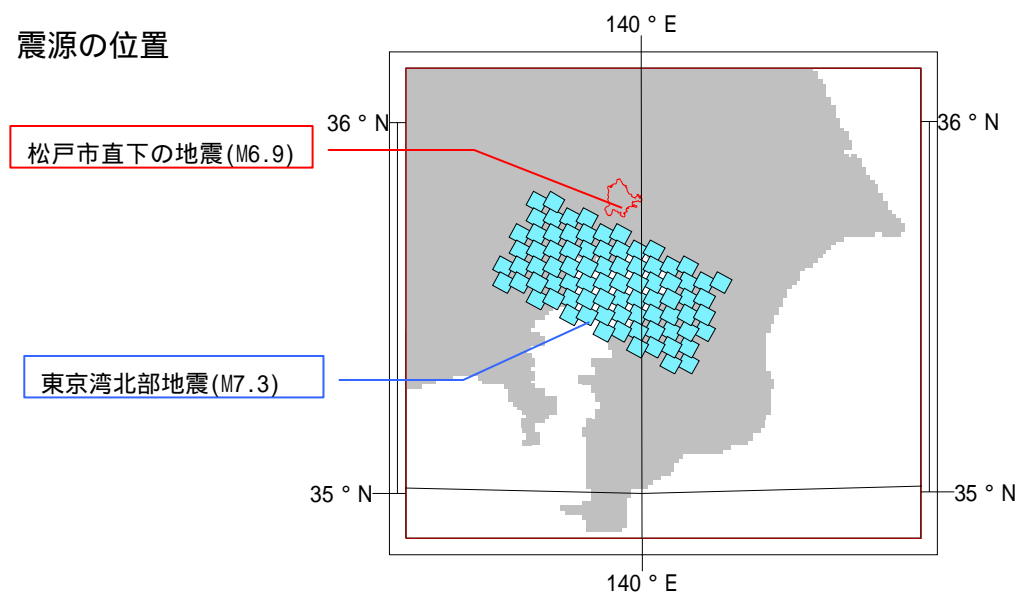 140 ° E
震源の位置
36 ° N
36 ° N
松戸市直下の地震(M6.9)
東京湾北部地震(M7.3)
35 ° N
35 ° N
140 ° E